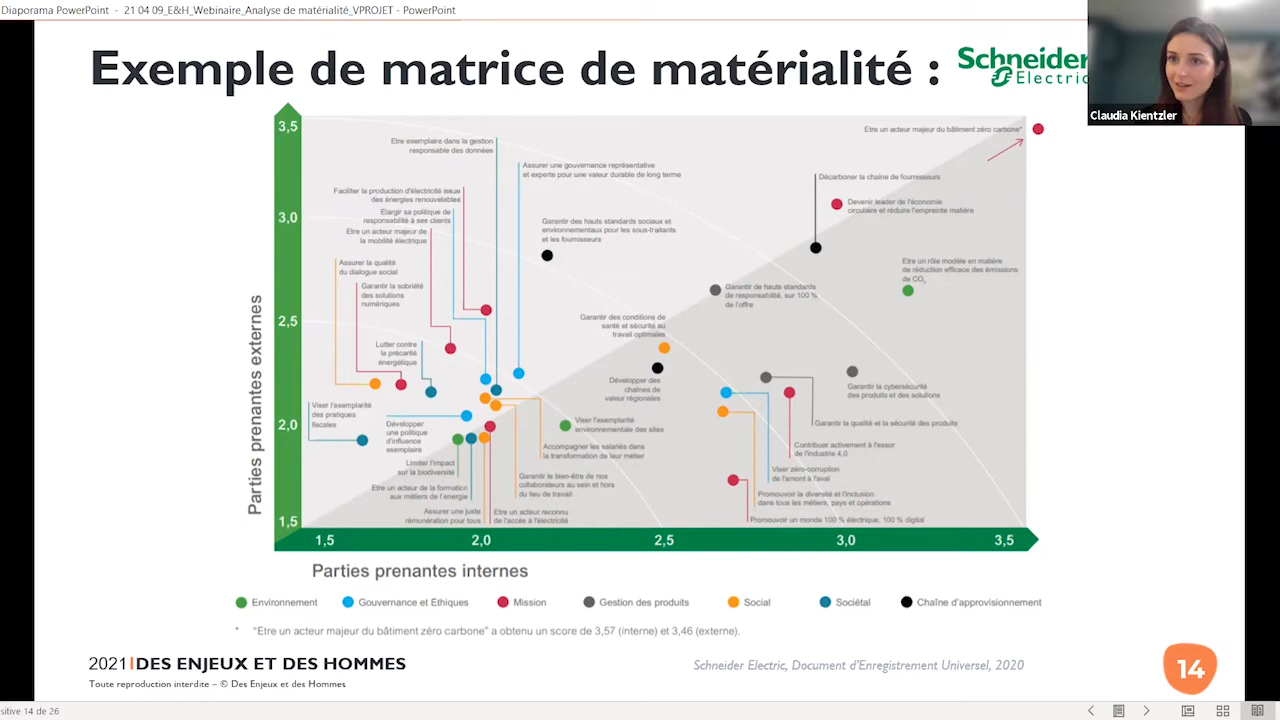 Diaporama PowerPoint - 21 04 09_E&H_Webinaire_Analyse de matérialité_VPROJET - PowerPoint
Exemple de matrice de matérialité :
Schneider
Electric
Claudia Kientzler
3,5
3,0
2,5
2,0
1,5
Parties prenantes externes
Etre exemplaire dans la gestion
responsable des données
Assurer une gouvernance représentative
et experte pour une valeur durable de long terme
Faciliter la production d'électricité issue
des énergies renouvelables
Elargir sa politique de
responsabilité à ses clients
Etre un acteur majeur de
la mobilité électrique
Assurer la qualité
du dialogue social
Garantir la sobriété
des solutions
numériques
Lutter contre
la précarité
énergétique
Viser l'exemplarité
des pratiques
fiscales
Développer
une politique
d'influence
exemplaire
Limiter l'impact
sur la biodiversité
Etre un acteur de la formation
aux métiers de l'energie
Assurer une juste
rémunération pour tous
Etre un acteur reconnu
de l'accès à l'électricité
Garantir le bien-être de nos
collaborateurs au sein et hors
du lieu de travail
Accompagner les salariés dans
la transformation de leur métier
Viser l'exemplarité
environnementale des sites
Garantir des hauts standards sociaux et
environnementaux pour les sous-traitants
et les fournisseurs
Garantir des conditions de
santé et sécurité au
travail optimales
Développer des
chaînes de
valeur régionales
Garantir de hauts standards
de responsabilité, sur 100 %
de l'offre
Etre un acteur majeur du bâtiment zéro carbone*
Décarboner la chaine de fournisseurs
Devenir leader de l'économie
circulaire et réduire l'empreinte matière
Etre un rôle modèle en matière
de réduction efficace des émissions
de CO2
Garantir la cybersécurité
des produits et des solutions
Garantir la qualité et la sécurité des produits
Contribuer activement à l'essor
de l'industrie 4,0
Viser zéro-corruption
de l'amont à l'aval
Promouvoir la diversité et l'inclusion
dans tous les métiers, pays et opérations
Promouvoir un monde 100 % électrique, 100 % digital
1,5 2,0 2,5 3,0 3,5
Parties prenantes internes
Environnement Gouvernance et Éthiques Mission Gestion des produits Social Sociétal Chaîne d'approvisionnement
* "Etre un acteur majeur du bâtiment zéro carbone" a obtenu un score de 3,57 (interne) et 3,46 (externe).
2021 | DES ENJEUX ET DES HOMMES
Toute reproduction interdite – © Des Enjeux et des Hommes
Schneider Electric, Document d'Enregistrement Universel, 2020
14
sitive 14 de 26